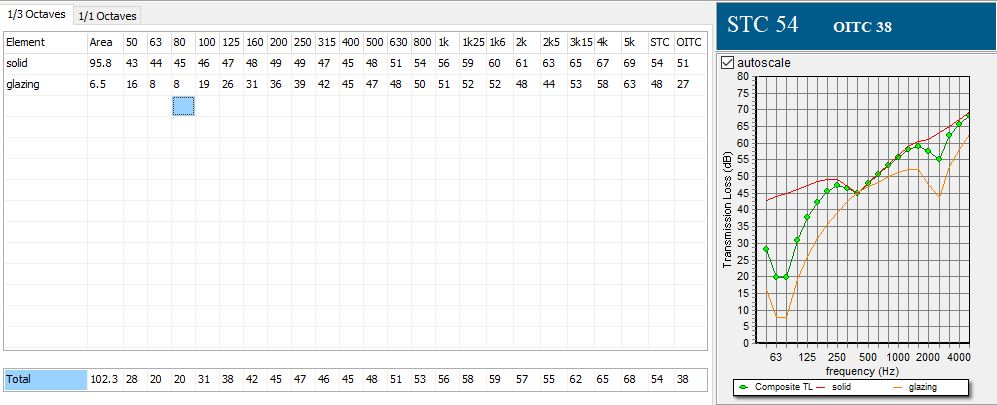 1/3 Octaves 1/1 Octaves
STC 54 OITC 38
Element Area 50 63 80 100 125 160 200 250 315 400 500 630 800 1k 1k25 1k6 2k 2k5 3k15 4k 5k STC OITC
solid 95.8 43 44 45 46 47 48 49 49 47 45 48 51 54 56 59 60 61 63 65 67 69 54 51
glazing 6.5 16 8 8 19 26 31 36 39 42 45 47 48 50 51 52 52 48 44 53 58 63 48 27
Total 102.3 28 20 20 31 38 42 45 47 46 45 48 51 53 56 58 59 57 55 62 65 68 54 38
autoscale
Transmission Loss (dB)
80
75
70
65
60
55
50
45
40
35
30
25
20
15
10
5
0
63 125 250 500 1000 2000 4000
frequency (Hz)
Composite TL solid glazing